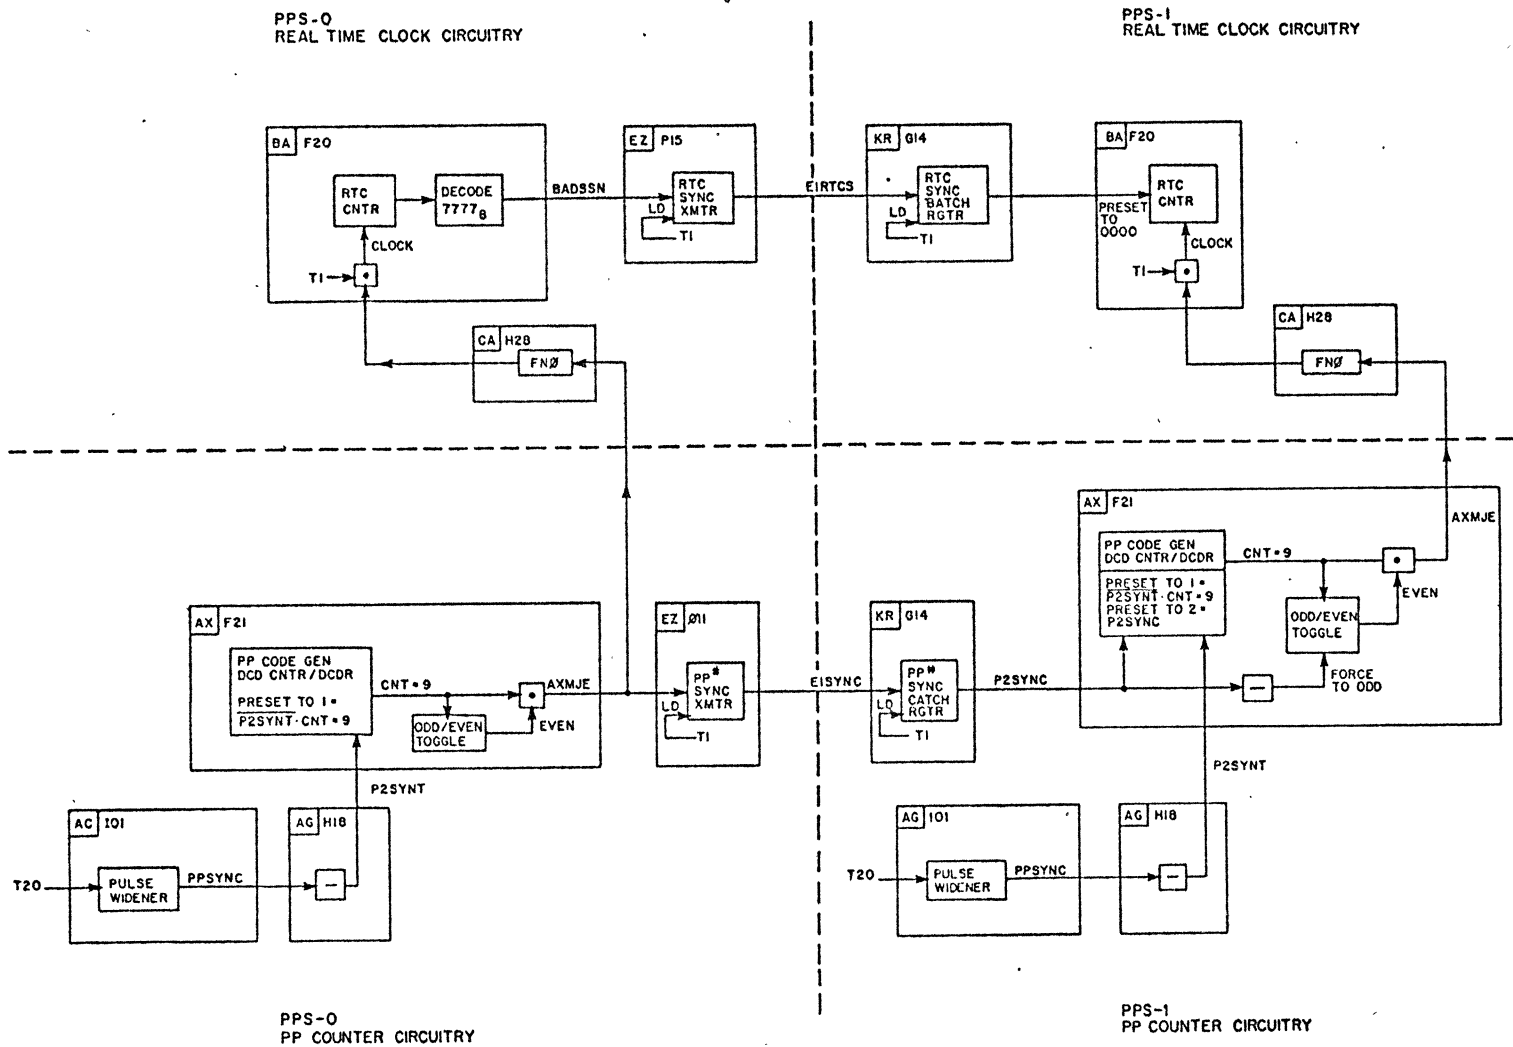 PPS-0
REAL TIME CLOCK CIRCUITRY
PPS-1
REAL TIME CLOCK CIRCUITRY
BA F20
RTC
CNTR
DECODE
7777₈
CLOCK
T1
BADSSN
EZ P15
RTC
SYNC
XMTR
LD
T1
EIRTCS
KR G14
RTC
SYNC
BATCH
RGTR
LD
T1
BA F20
PRESET
TO
0000
RTC
CNTR
CLOCK
T1
CA H28
FNØ
CA H28
FNØ
AX F21
PP CODE GEN
DCD CNTR/DCDR
PRESET TO 1 =
P2SYNT · CNT = 9
CNT = 9
ODD/EVEN
TOGGLE
EVEN
AXMJE
EZ Ø11
PP#
SYNC
XMTR
LD
T1
EISYNC
KR G14
PP#
SYNC
CATCH
RGTR
LD
T1
P2SYNC
AX F21
PP CODE GEN
DCD CNTR/DCDR
PRESET TO 1 =
P2SYNT · CNT = 9
PRESET TO 2 =
P2SYNC
CNT = 9
ODD/EVEN
TOGGLE
EVEN
FORCE
TO ODD
AXMJE
P2SYNT
P2SYNT
AC I01
T20
PULSE
WIDENER
PPSYNC
AG H18
AG I01
T20
PULSE
WIDENER
PPSYNC
AG H18
PPS-0
PP COUNTER CIRCUITRY
PPS-1
PP COUNTER CIRCUITRY